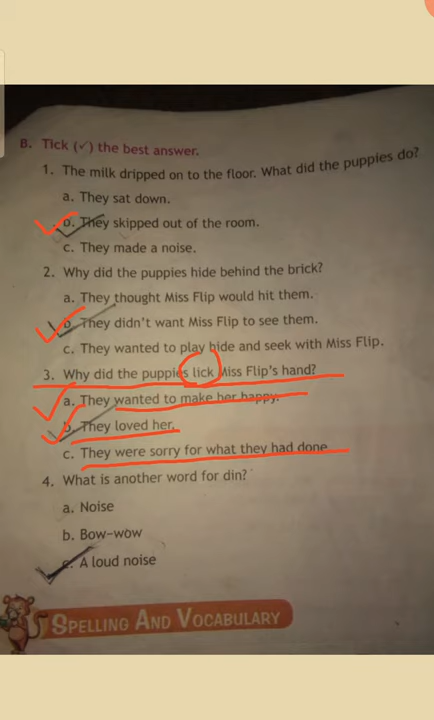 B. Tick (✓) the best answer.
1. The milk dripped on to the floor. What did the puppies do?
a. They sat down.
b. They skipped out of the room.
c. They made a noise.
2. Why did the puppies hide behind the brick?
a. They thought Miss Flip would hit them.
b. They didn't want Miss Flip to see them.
c. They wanted to play hide and seek with Miss Flip.
3. Why did the puppies lick Miss Flip's hand?
a. They wanted to make her happy.
b. They loved her.
c. They were sorry for what they had done.
4. What is another word for din?
a. Noise
b. Bow-wow
c. A loud noise
SPELLING AND VOCABULARY